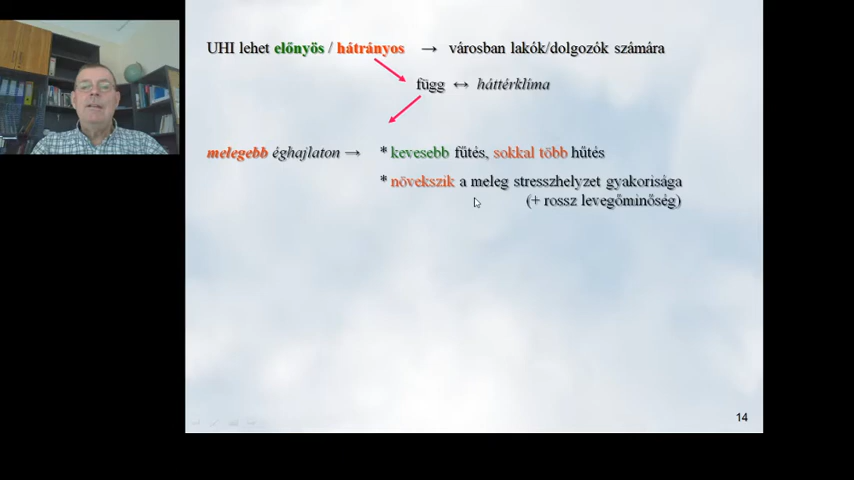 UHI lehet előnyös / hátrányos → városban lakók/dolgozók számára
függ ↔ háttérklíma
melegebb éghajlaton → * kevesebb fűtés, sokkal több hűtés
* növekszik a meleg stresszhelyzet gyakorisága
(+ rossz levegőminőség)
14